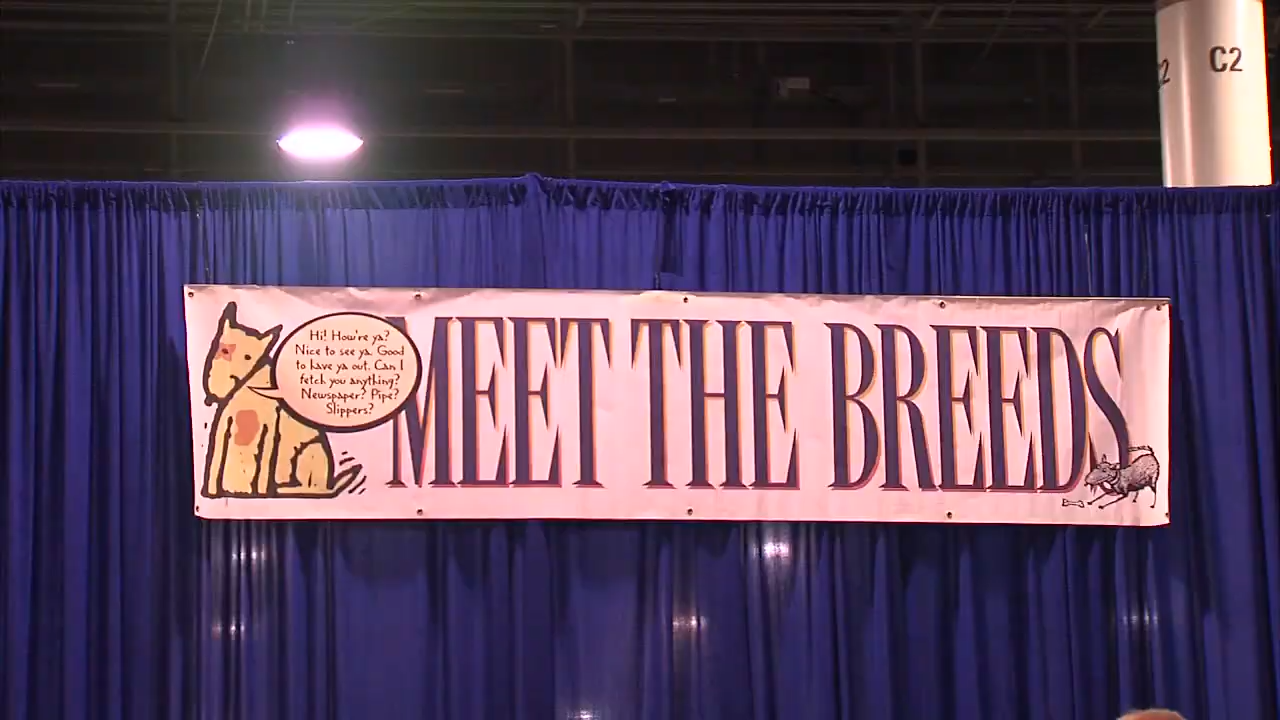 C2
Hi! How're ya?
Nice to see ya. Good
to have ya out. Can I
fetch you anything?
Newspaper? Pipe?
Slippers?
MEET THE BREEDS